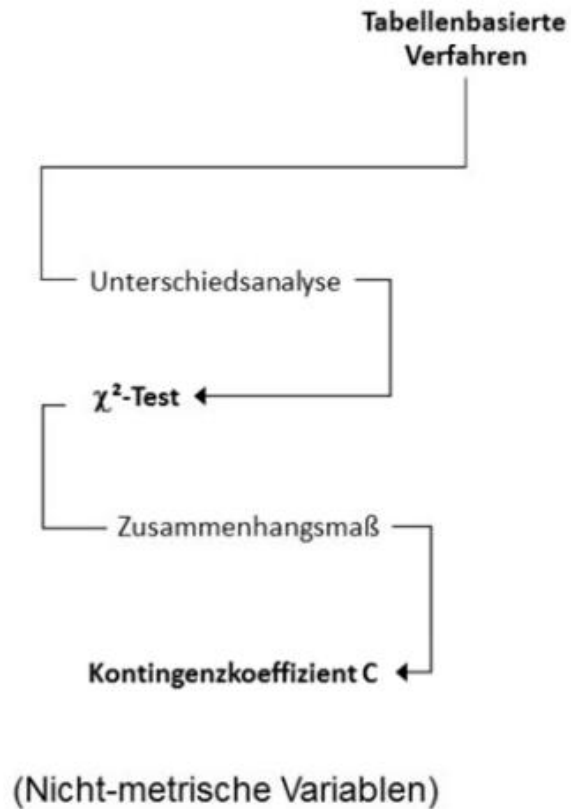 Tabellenbasierte
Verfahren
Unterschiedsanalyse
χ²-Test
Zusammenhangsmaß
Kontingenzkoeffizient C
(Nicht-metrische Variablen)